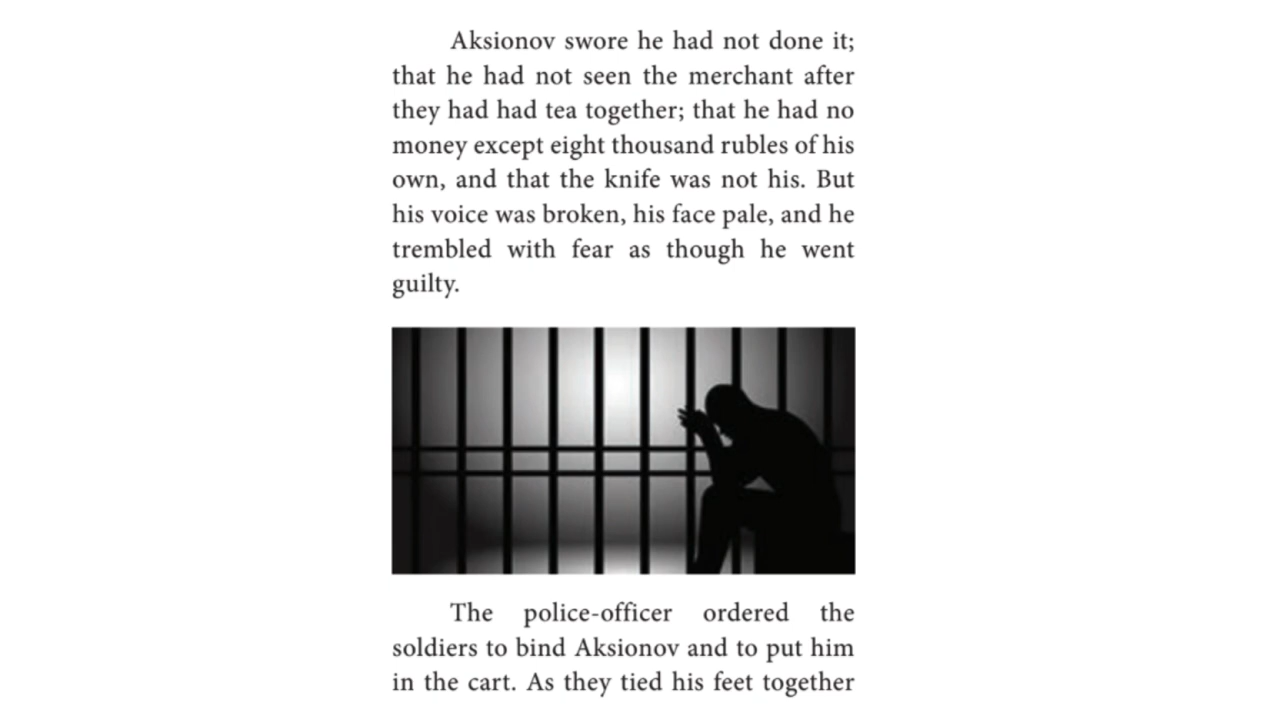 Aksionov swore he had not done it;
that he had not seen the merchant after
they had had tea together; that he had no
money except eight thousand rubles of his
own, and that the knife was not his. But
his voice was broken, his face pale, and he
trembled with fear as though he went
guilty.
The police-officer ordered the
soldiers to bind Aksionov and to put him
in the cart. As they tied his feet together